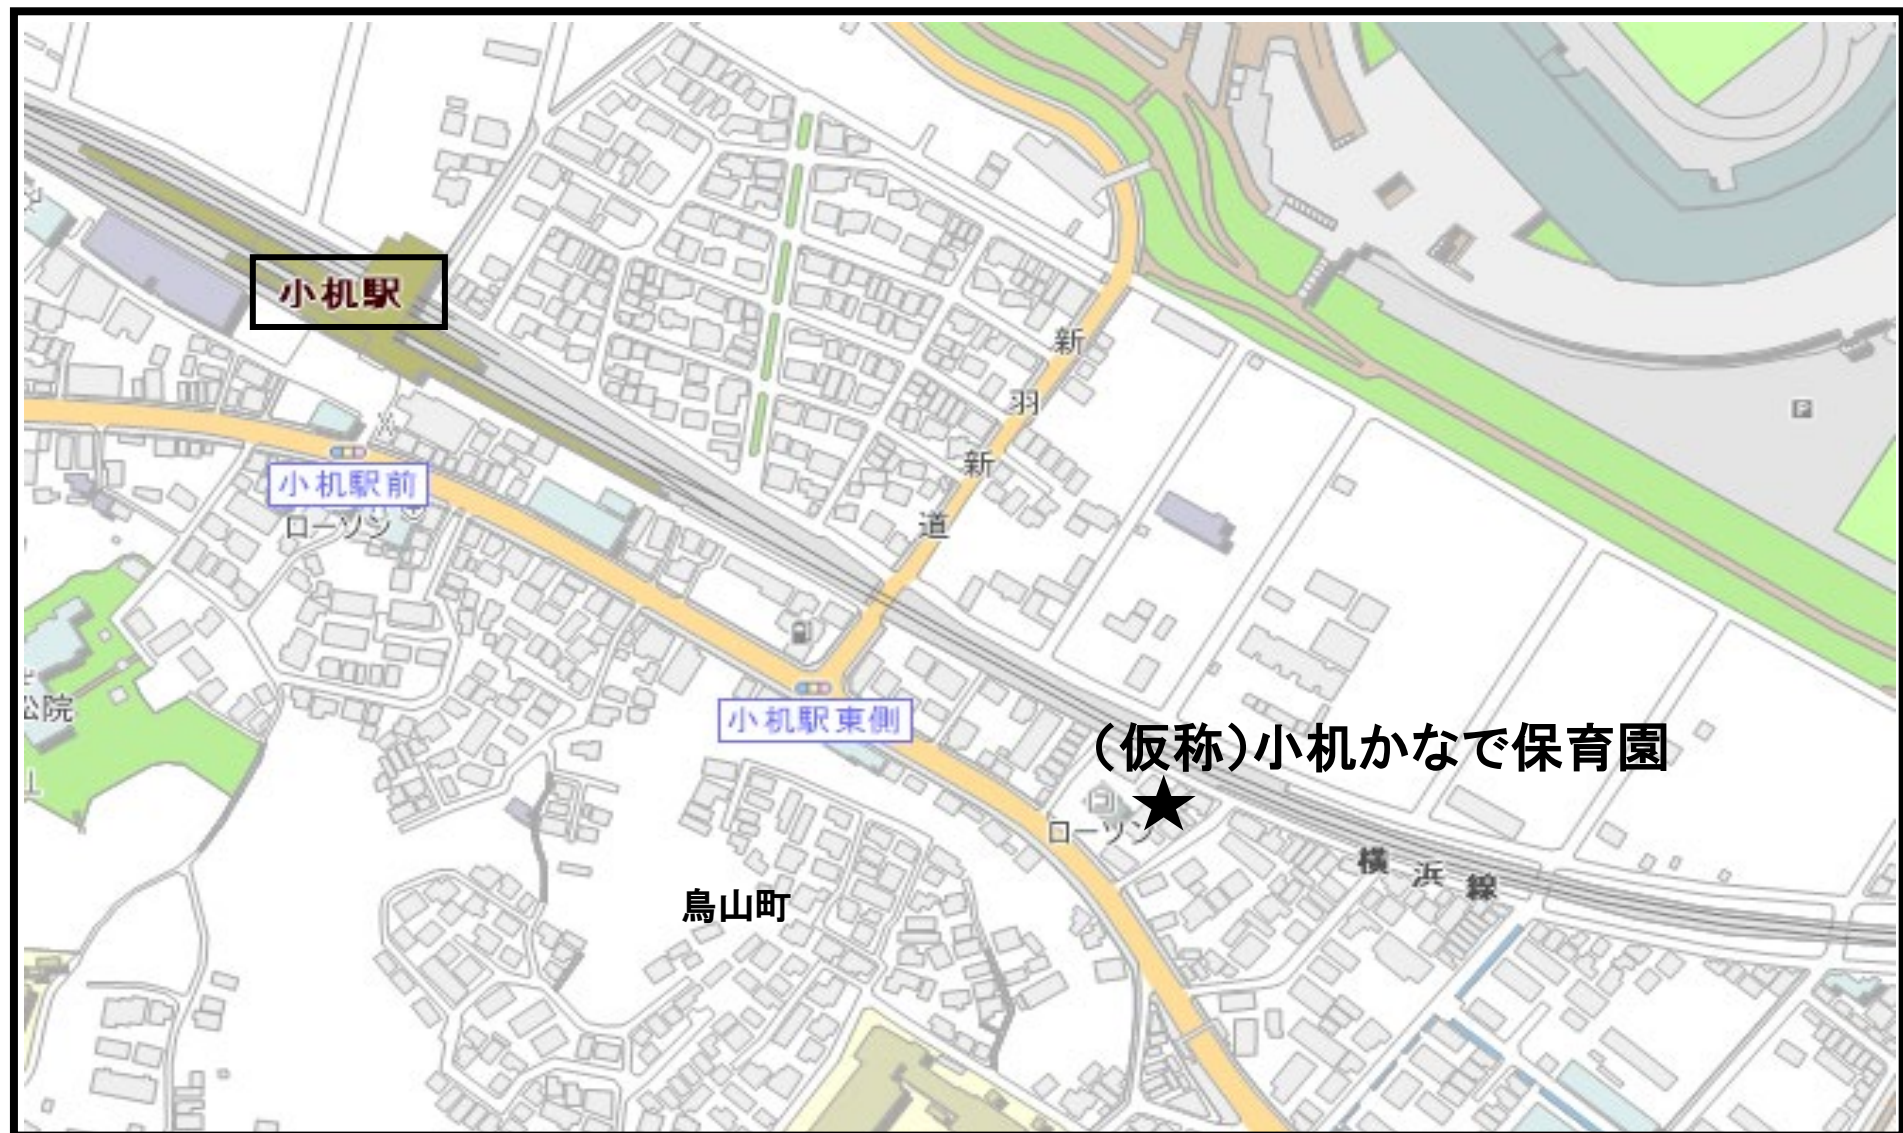 小机駅
小机駅前
ローソン
新羽新道
小机駅東側
松院
(仮称)小机かなで保育園
ローソン
横浜線
鳥山町
P